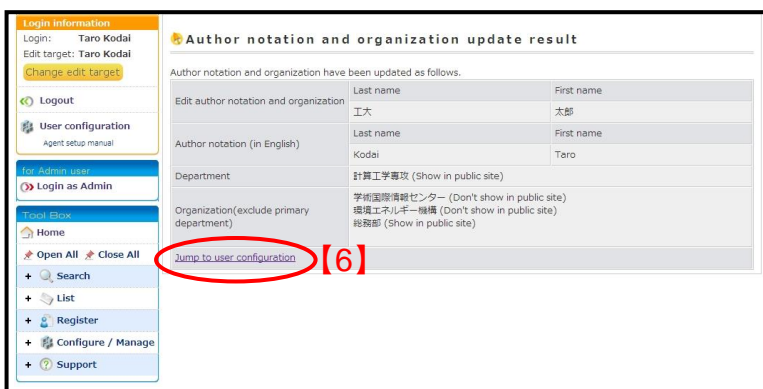 Login information
Login: Taro Kodai
Edit target: Taro Kodai
Change edit target
Logout
User configuration
Agent setup manual
for Admin user
Login as Admin
Tool Box
Home
Open All Close All
+ Search
+ List
+ Register
+ Configure / Manage
+ Support
Author notation and organization update result
Author notation and organization have been updated as follows.
Edit author notation and organization
Last name First name
工大 太郎
Author notation (in English)
Last name First name
Kodai Taro
Department 計算工学専攻 (Show in public site)
Organization(exclude primary
department)
学術国際情報センター (Don't show in public site)
環境エネルギー機構 (Don't show in public site)
総務部 (Show in public site)
Jump to user configuration 【6】